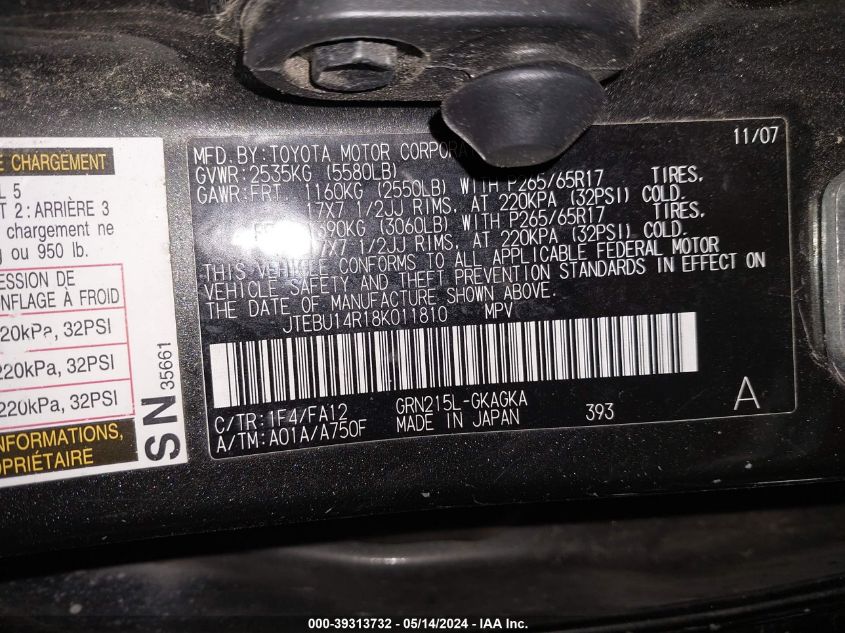 E CHARGEMENT
L 5
T 2 : ARRIÈRE 3
chargement ne
g ou 950 lb.
ESSION DE
ONFLAGE À FROID
20kPa, 32PSI
220kPa, 32PSI
220kPa, 32PSI
INFORMATIONS,
OPRIÉTAIRE
SN 35661
11/07
MFD. BY: TOYOTA MOTOR CORPORA
GVWR: 2535KG (5580LB)
GAWR: FRT. 1160KG (2550LB) WITH P265/65R17 TIRES,
17X7 1/2JJ RIMS, AT 220KPA (32PSI) COLD.
390KG (3060LB) WITH P265/65R17 TIRES,
17X7 1/2JJ RIMS, AT 220KPA (32PSI) COLD.
THIS VEHICLE CONFORMS TO ALL APPLICABLE FEDERAL MOTOR
VEHICLE SAFETY AND THEFT PREVENTION STANDARDS IN EFFECT ON
THE DATE OF MANUFACTURE SHOWN ABOVE.
JTEBU14R18K011810 MPV
C/TR: 1F4/FA12 GRN215L-GKAGKA
A/TM: A01A/A750F MADE IN JAPAN 393 A
000-39313732 - 05/14/2024 - IAA Inc.